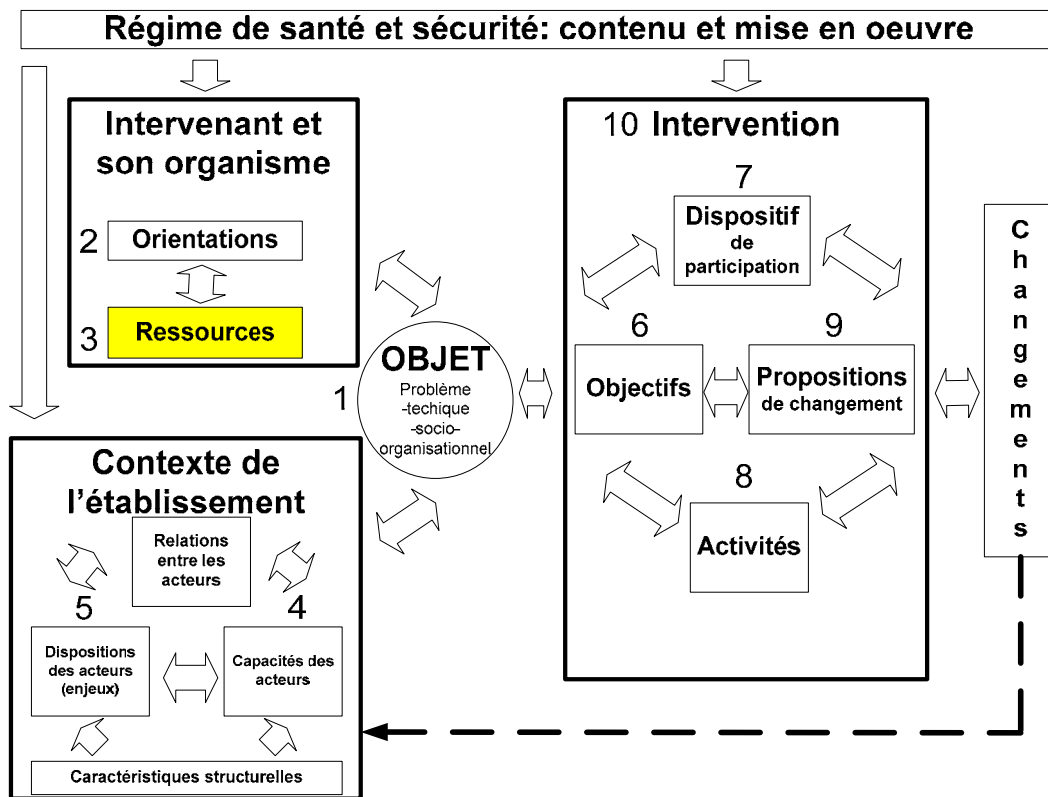 Régime de santé et sécurité: contenu et mise en oeuvre
Intervenant et
son organisme
2 Orientations
3 Ressources
1
OBJET
Problème
-techique
-socio-
organisationnel
Contexte de
l'établissement
Relations
entre les
acteurs
5
4
Dispositions
des acteurs
(enjeux)
Capacités des
acteurs
Caractéristiques structurelles
10 Intervention
7
Dispositif
de
participation
6
9
Objectifs
Propositions
de changement
8
Activités
Changements